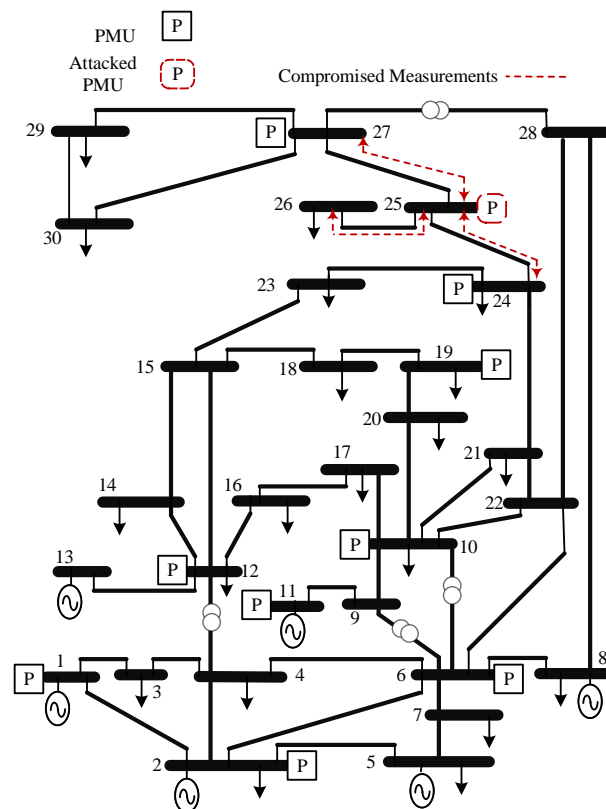 PMU P
Attacked
PMU P
Compromised Measurements
29 P 27 28
26 25 P
30
23 P 24
15 18 19 P
20
17 21
14 16 22
13 P 12 P 11 P 10
9
1 4 6 8
P 3 P
7
2 P 5